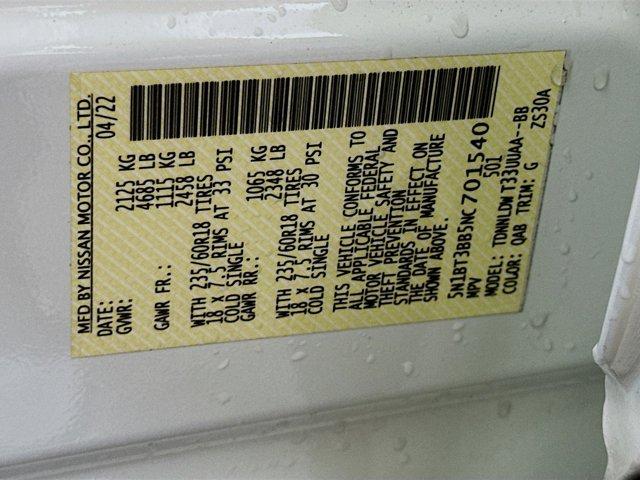 MFD BY NISSAN MOTOR CO., LTD.
DATE: 04/22
GVWR: 2125 KG
4685 LB
GAWR FR.: 1115 KG
2458 LB
WITH 235/60R18 TIRES
18 X 7.5 RIMS AT 33 PSI
COLD SINGLE
GAWR RR.: 1065 KG
2348 LB
WITH 235/60R18 TIRES
18 X 7.5 RIMS AT 30 PSI
COLD SINGLE
THIS VEHICLE CONFORMS TO
ALL APPLICABLE FEDERAL
MOTOR VEHICLE SAFETY AND
THEFT PREVENTION
STANDARDS IN EFFECT ON
THE DATE OF MANUFACTURE
SHOWN ABOVE.
5N1BT3BB5NC701540
MPV 501
MODEL: TDNNLDW T33UUAA--BB
COLOR: QAB TRIM: G ZS30A